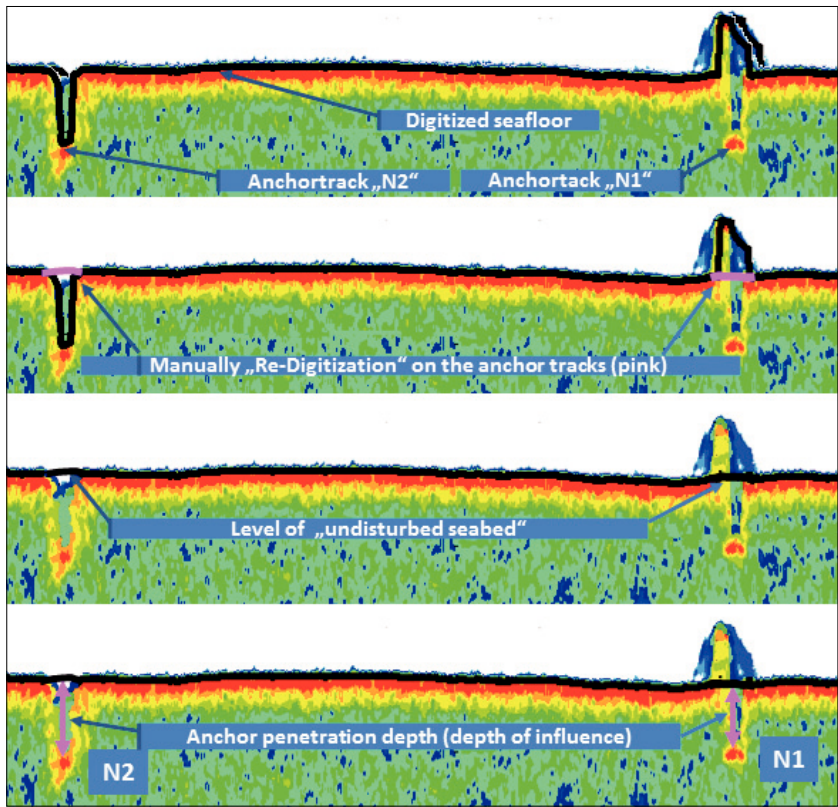 Digitized seafloor
Anchortrack „N2“
Anchortack „N1“
Manually „Re-Digitization“ on the anchor tracks (pink)
Level of „undisturbed seabed“
Anchor penetration depth (depth of influence)
N2
N1